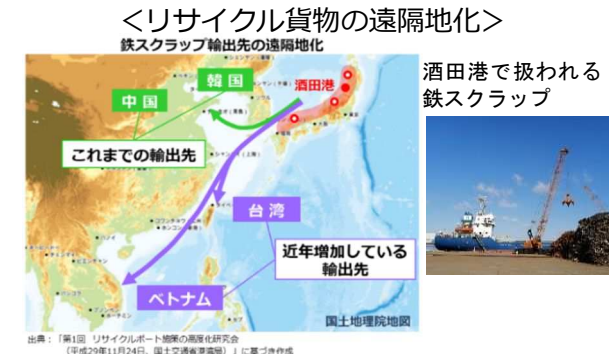 ＜リサイクル貨物の遠隔地化＞
鉄スクラップ輸出先の遠隔地化
酒田港で扱われる
鉄スクラップ
韓国
酒田港
中国
これまでの輸出先
台湾
近年増加している
輸出先
ベトナム
国土地理院地図
出典：「第1回　リサイクルポート施策の高度化研究会
（平成29年11月24日、国土交通省港湾局）」に基づき作成